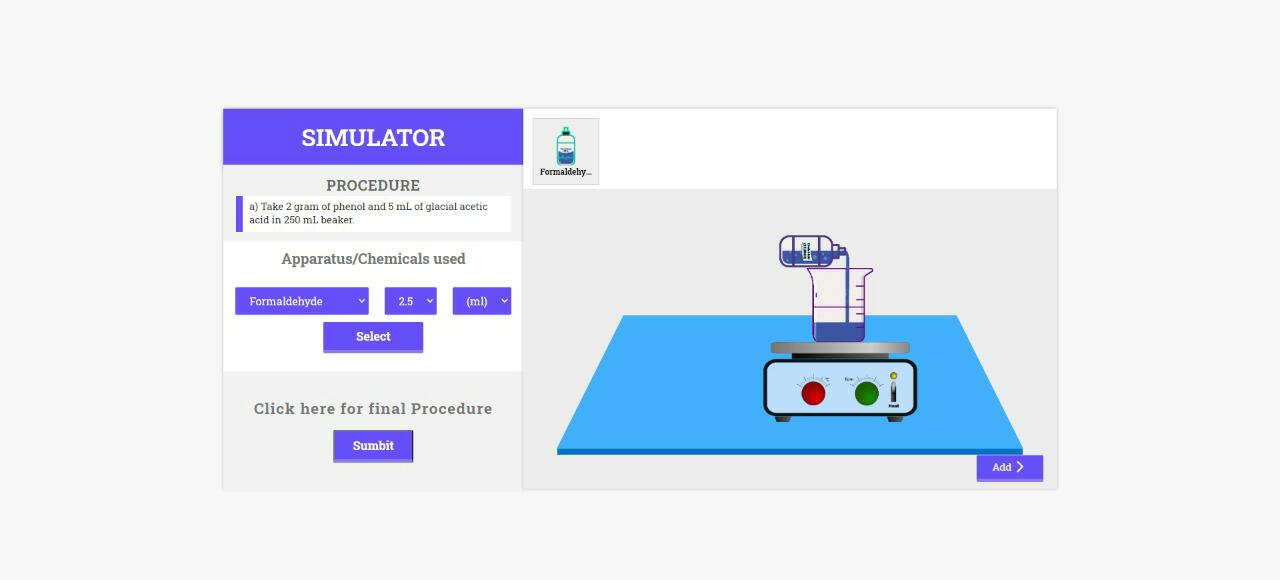 SIMULATOR
PROCEDURE
a) Take 2 gram of phenol and 5 mL of glacial acetic
acid in 250 mL beaker.
Apparatus/Chemicals used
Formaldehyde 2.5 (ml)
Select
Click here for final Procedure
Sumbit
Formaldehy...
°C
Heat
Add